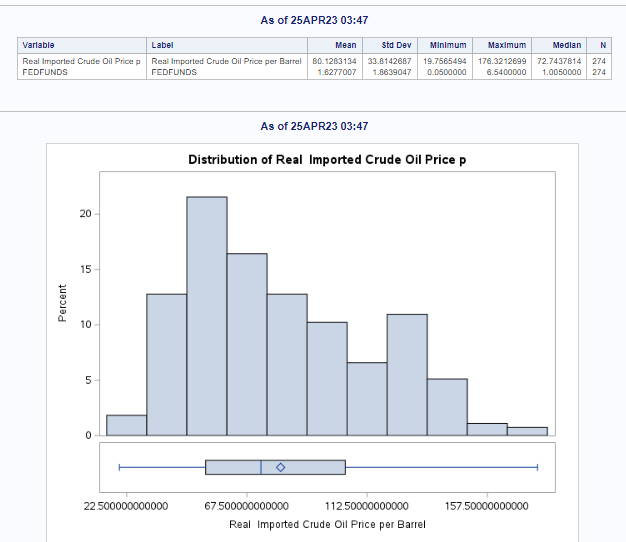 As of 25APR23 03:47
Variable Label Mean Std Dev Minimum Maximum Median N
Real Imported Crude Oil Price p Real Imported Crude Oil Price per Barrel 80.1283134 33.8142687 19.7565494 176.3212699 72.7437814 274
FEDFUNDS FEDFUNDS 1.6277007 1.8639047 0.0500000 6.5400000 1.0050000 274
As of 25APR23 03:47
Distribution of Real Imported Crude Oil Price p
Percent
20
15
10
5
0
22.500000000000 67.500000000000 112.50000000000 157.50000000000
Real Imported Crude Oil Price per Barrel